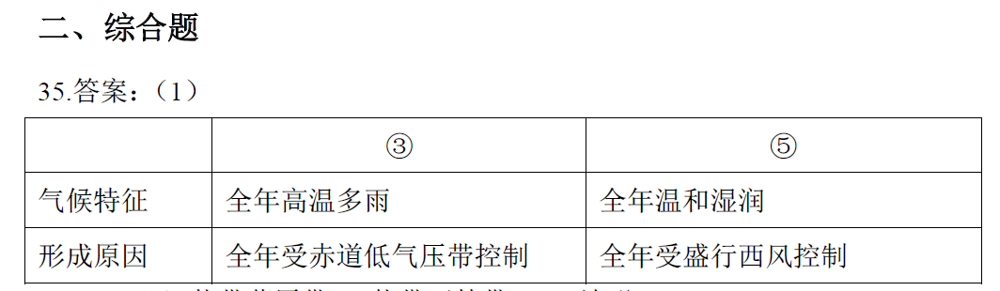 二、综合题
35.答案：（1）
③ ⑤
气候特征 全年高温多雨 全年温和湿润
形成原因 全年受赤道低气压带控制 全年受盛行西风控制